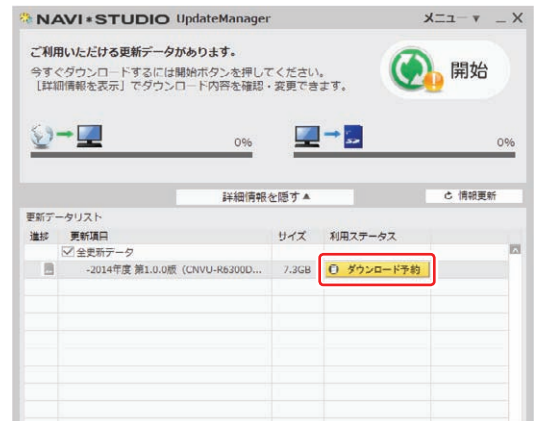 NAVI*STUDIO UpdateManager メニュー ▼ _ X
ご利用いただける更新データがあります。
今すぐダウンロードするには開始ボタンを押してください。
［詳細情報を表示］でダウンロード内容を確認・変更できます。
開始
0% 0%
詳細情報を隠す▲ 情報更新
更新データリスト
進捗 更新項目 サイズ 利用ステータス
全更新データ
-2014年度 第1.0.0版 (CNVU-R6300D... 7.3GB ダウンロード予約